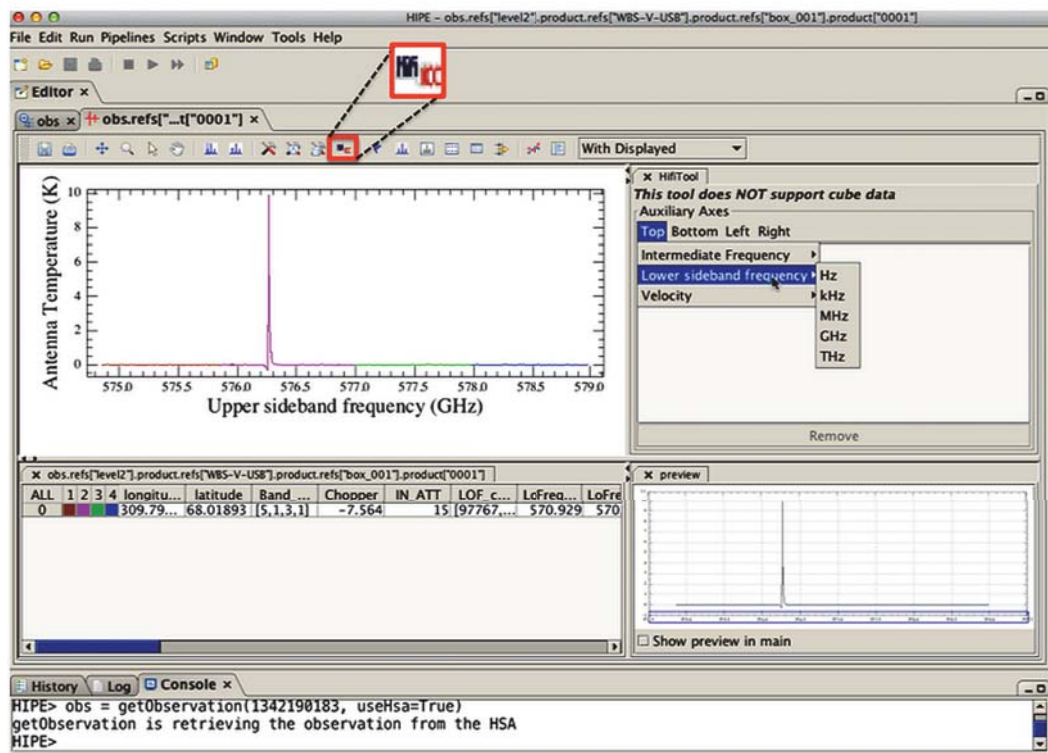 HIPE - obs.refs["level2"].product.refs["WBS-V-USB"].product.refs["box_001"].product["0001"]
File Edit Run Pipelines Scripts Window Tools Help
Hifi
Editor ×
obs × obs.refs["...t["0001"] ×
With Displayed
× HifiTool
This tool does NOT support cube data
Auxiliary Axes
Top Bottom Left Right
Intermediate Frequency
Lower sideband frequency
Velocity
Hz
kHz
MHz
GHz
THz
Remove
Antenna Temperature (K)
10
8
6
4
2
0
575.0 575.5 576.0 576.5 577.0 577.5 578.0 578.5 579.0
Upper sideband frequency (GHz)
× obs.refs["level2"].product.refs["WBS-V-USB"].product.refs["box_001"].product["0001"]
ALL 1 2 3 4 longitu... latitude Band_... Chopper IN_ATT LOF_c... LoFreq... LoFre
0 309.79... 68.01893 [5,1,3,1] -7.564 15 [97767,... 570.929 570
× preview
Show preview in main
History Log Console ×
HIPE> obs = getObservation(1342190183, useHsa=True)
getObservation is retrieving the observation from the HSA
HIPE>